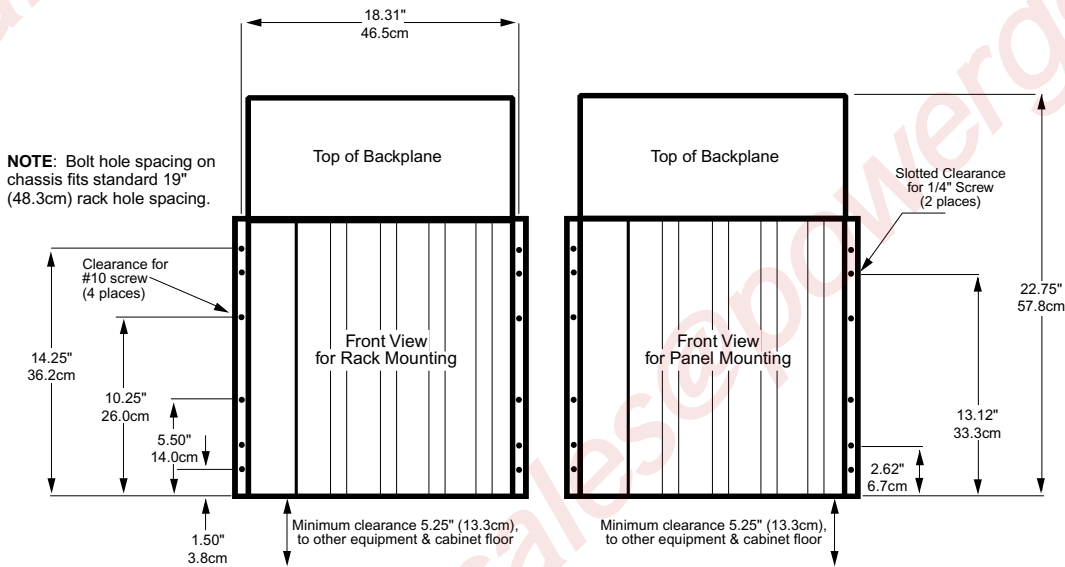 18.31"
46.5cm
NOTE: Bolt hole spacing on
chassis fits standard 19"
(48.3cm) rack hole spacing.
Top of Backplane
Top of Backplane
Slotted Clearance
for 1/4" Screw
(2 places)
Clearance for
#10 screw
(4 places)
22.75"
57.8cm
Front View
for Rack Mounting
Front View
for Panel Mounting
14.25"
36.2cm
10.25"
26.0cm
5.50"
14.0cm
13.12"
33.3cm
2.62"
6.7cm
1.50"
3.8cm
Minimum clearance 5.25" (13.3cm),
to other equipment & cabinet floor
Minimum clearance 5.25" (13.3cm),
to other equipment & cabinet floor
sales@powerg